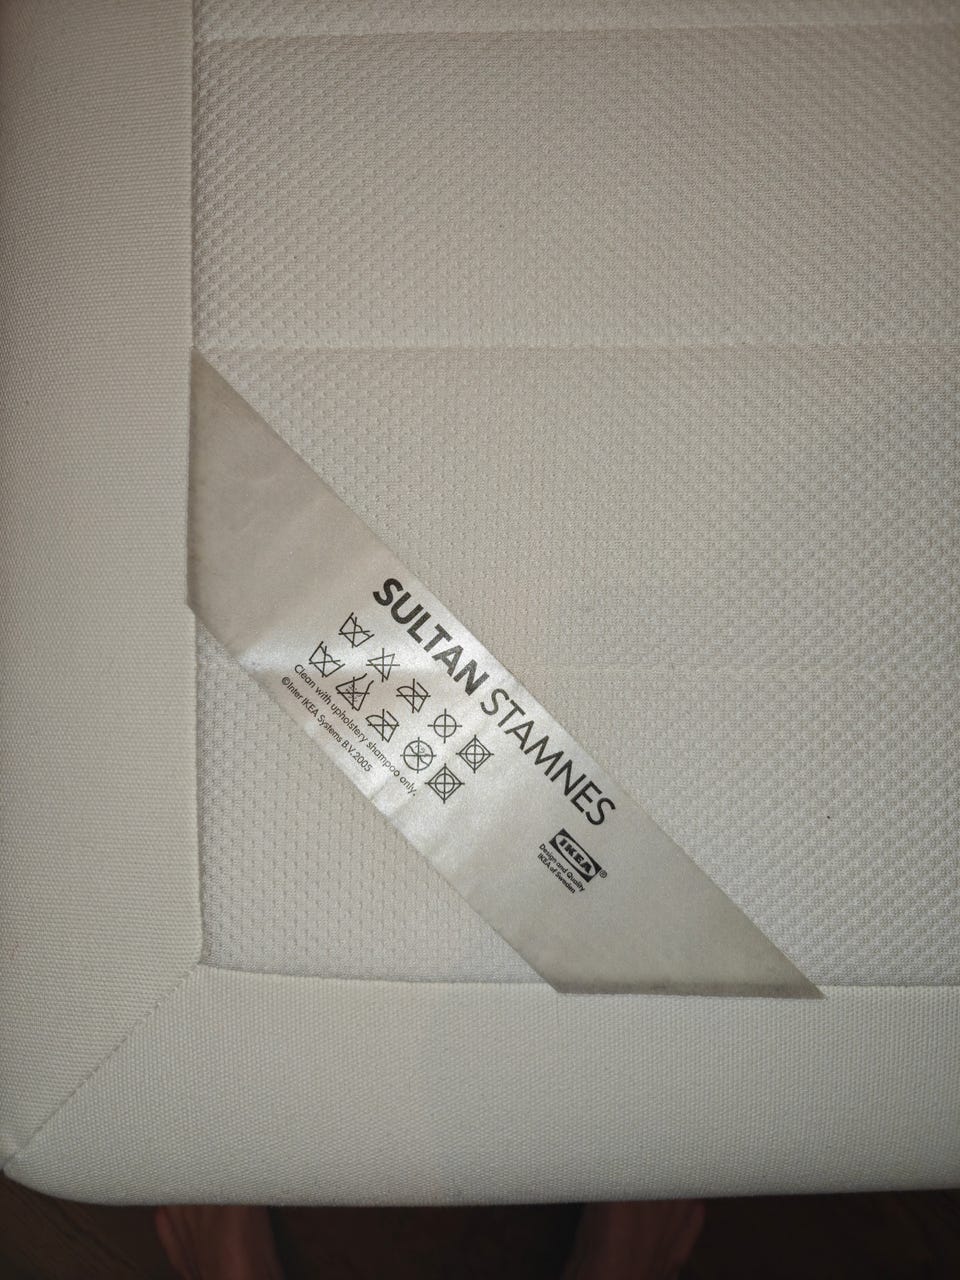 SULTAN STAMNES
Clean with upholstery shampoo only.
©Inter IKEA Systems B.V. 2005
IKEA®
Design and Quality
IKEA of Sweden